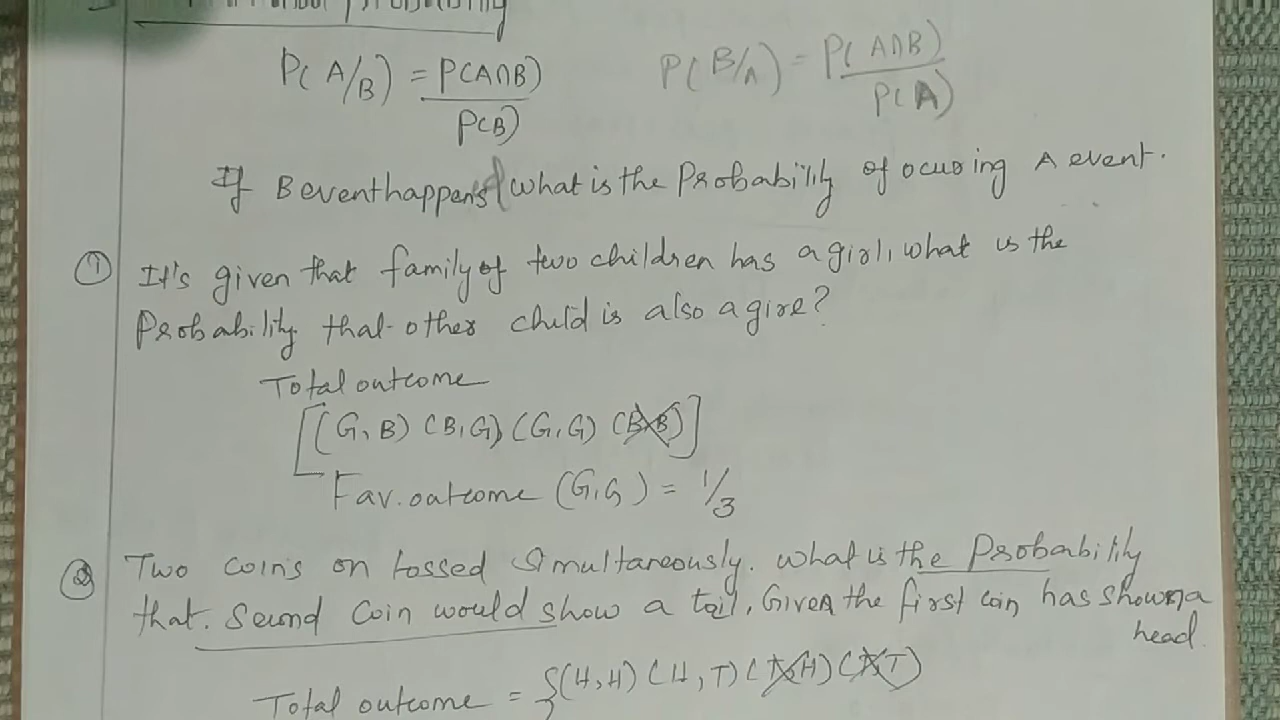 P( A/B) = P(A∩B) / P(B)    P( B/A) = P( A∩B) / P(A)
If B event happens what is the Probability of ocuring A event.
① It's given that family of two children has a girl, what is the
Probability that other child is also a gire?
Total outcome
[(G, B) (B, G) (G, G) (B, B)]
Fav. outcome (G, G) = 1/3
② Two coins on tossed Simultaneously. What is the Probability
that. Second Coin would show a tail, Given the first coin has shown a
head.
Total outcome = {(H, H) (H, T) (T, H) (T, T)